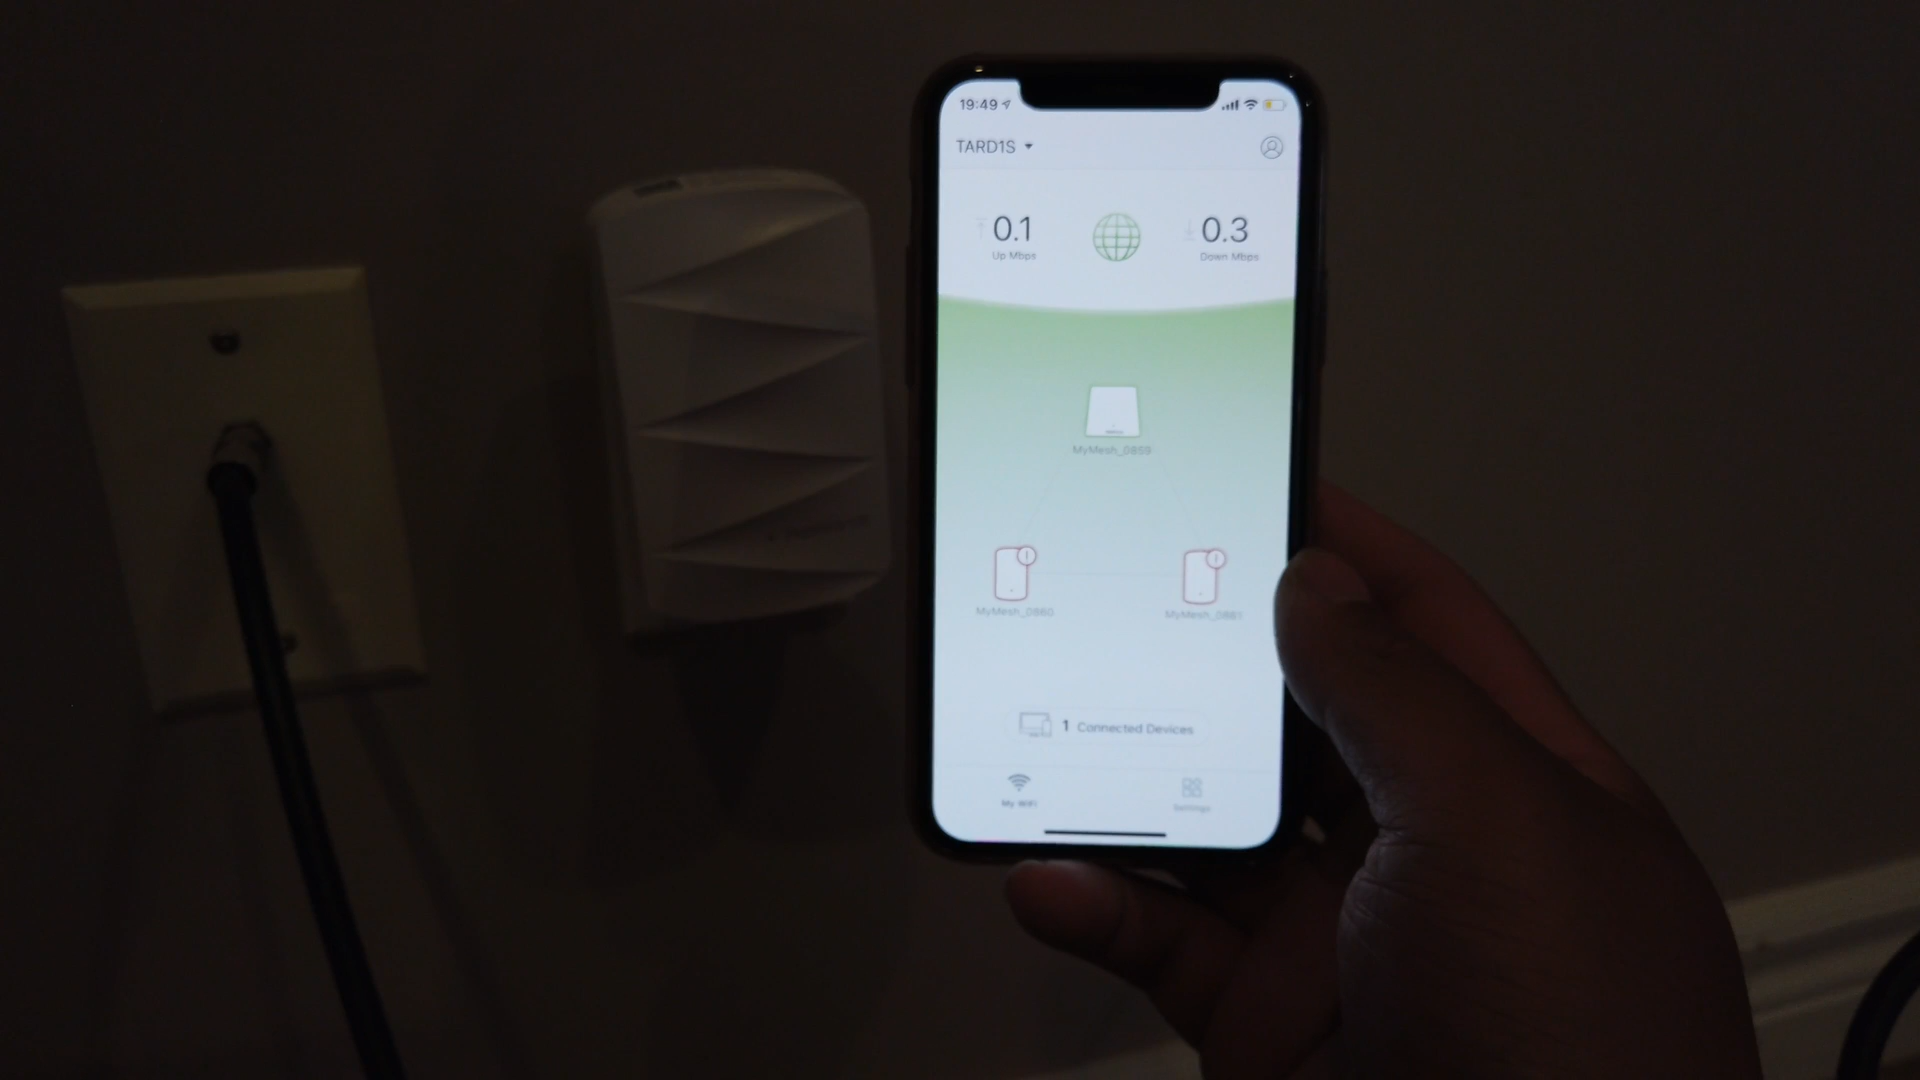 19:49
TARD1S
0.1
Up Mbps
0.3
Down Mbps
MyMesh_0859
MyMesh_0860
MyMesh_0861
1 Connected Devices
My WiFi
Settings